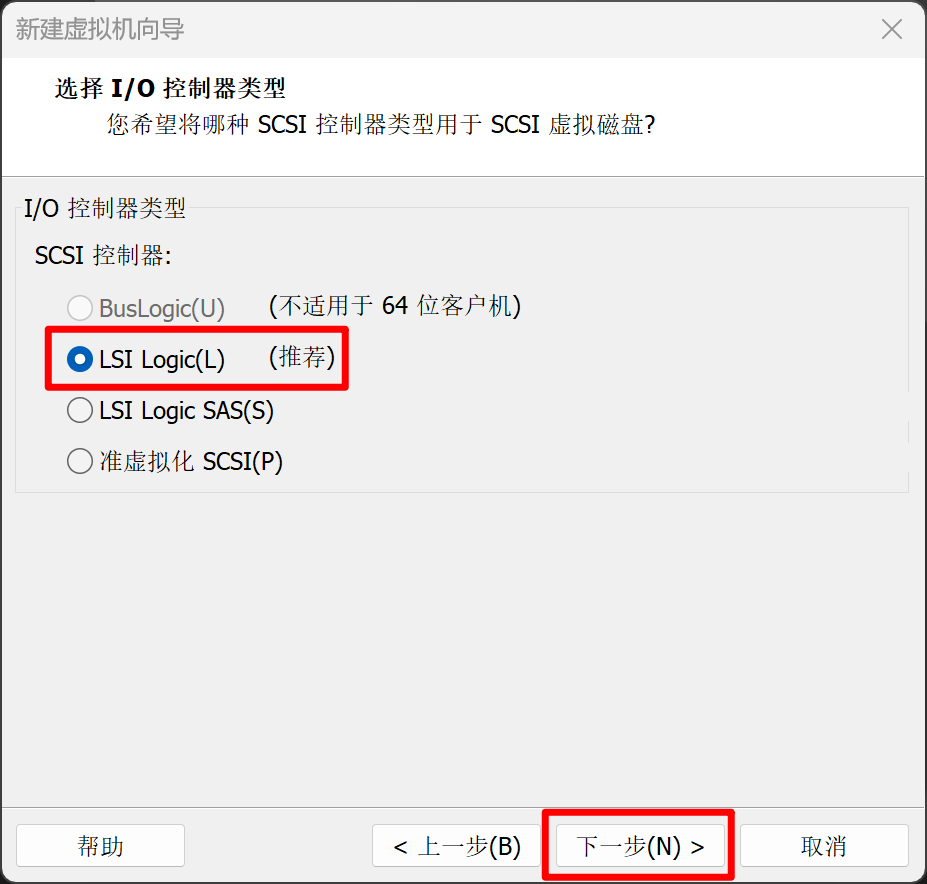 新建虚拟机向导
选择 I/O 控制器类型
您希望将哪种 SCSI 控制器类型用于 SCSI 虚拟磁盘?
I/O 控制器类型
SCSI 控制器:
BusLogic(U) (不适用于 64 位客户机)
LSI Logic(L) (推荐)
LSI Logic SAS(S)
准虚拟化 SCSI(P)
帮助 < 上一步(B) 下一步(N) > 取消